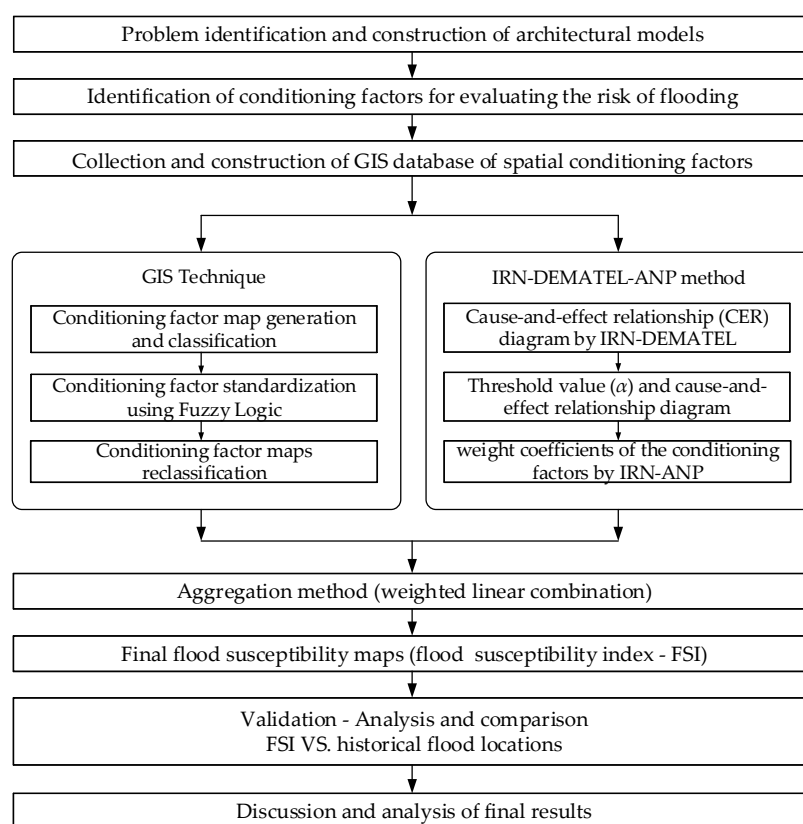 Problem identification and construction of architectural models
Identification of conditioning factors for evaluating the risk of flooding
Collection and construction of GIS database of spatial conditioning factors
GIS Technique
Conditioning factor map generation
and classification
Conditioning factor standardization
using Fuzzy Logic
Conditioning factor maps
reclassification
IRN-DEMATEL-ANP method
Cause-and-effect relationship (CER)
diagram by IRN-DEMATEL
Threshold value (α) and cause-and-
effect relationship diagram
weight coefficients of the conditioning
factors by IRN-ANP
Aggregation method (weighted linear combination)
Final flood susceptibility maps (flood susceptibility index - FSI)
Validation - Analysis and comparison
FSI VS. historical flood locations
Discussion and analysis of final results